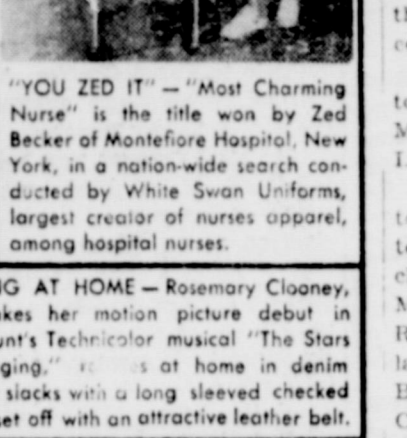 "YOU ZED IT" — "Most Charming
Nurse" is the title won by Zed
Becker of Montefiore Hospital, New
York, in a nation-wide search con-
ducted by White Swan Uniforms,
largest creator of nurses apparel,
among hospital nurses.
NG AT HOME — Rosemary Clooney,
akes her motion picture debut in
unt's Technicolor musical "The Stars
ging," s at home in denim
slacks with a long sleeved checked
set off with an attractive leather belt.